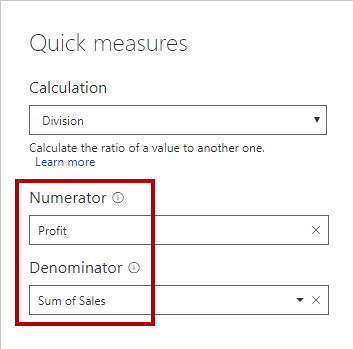 Quick measures
Calculation
Division
Calculate the ratio of a value to another one.
Learn more
Numerator
Profit
Denominator
Sum of Sales